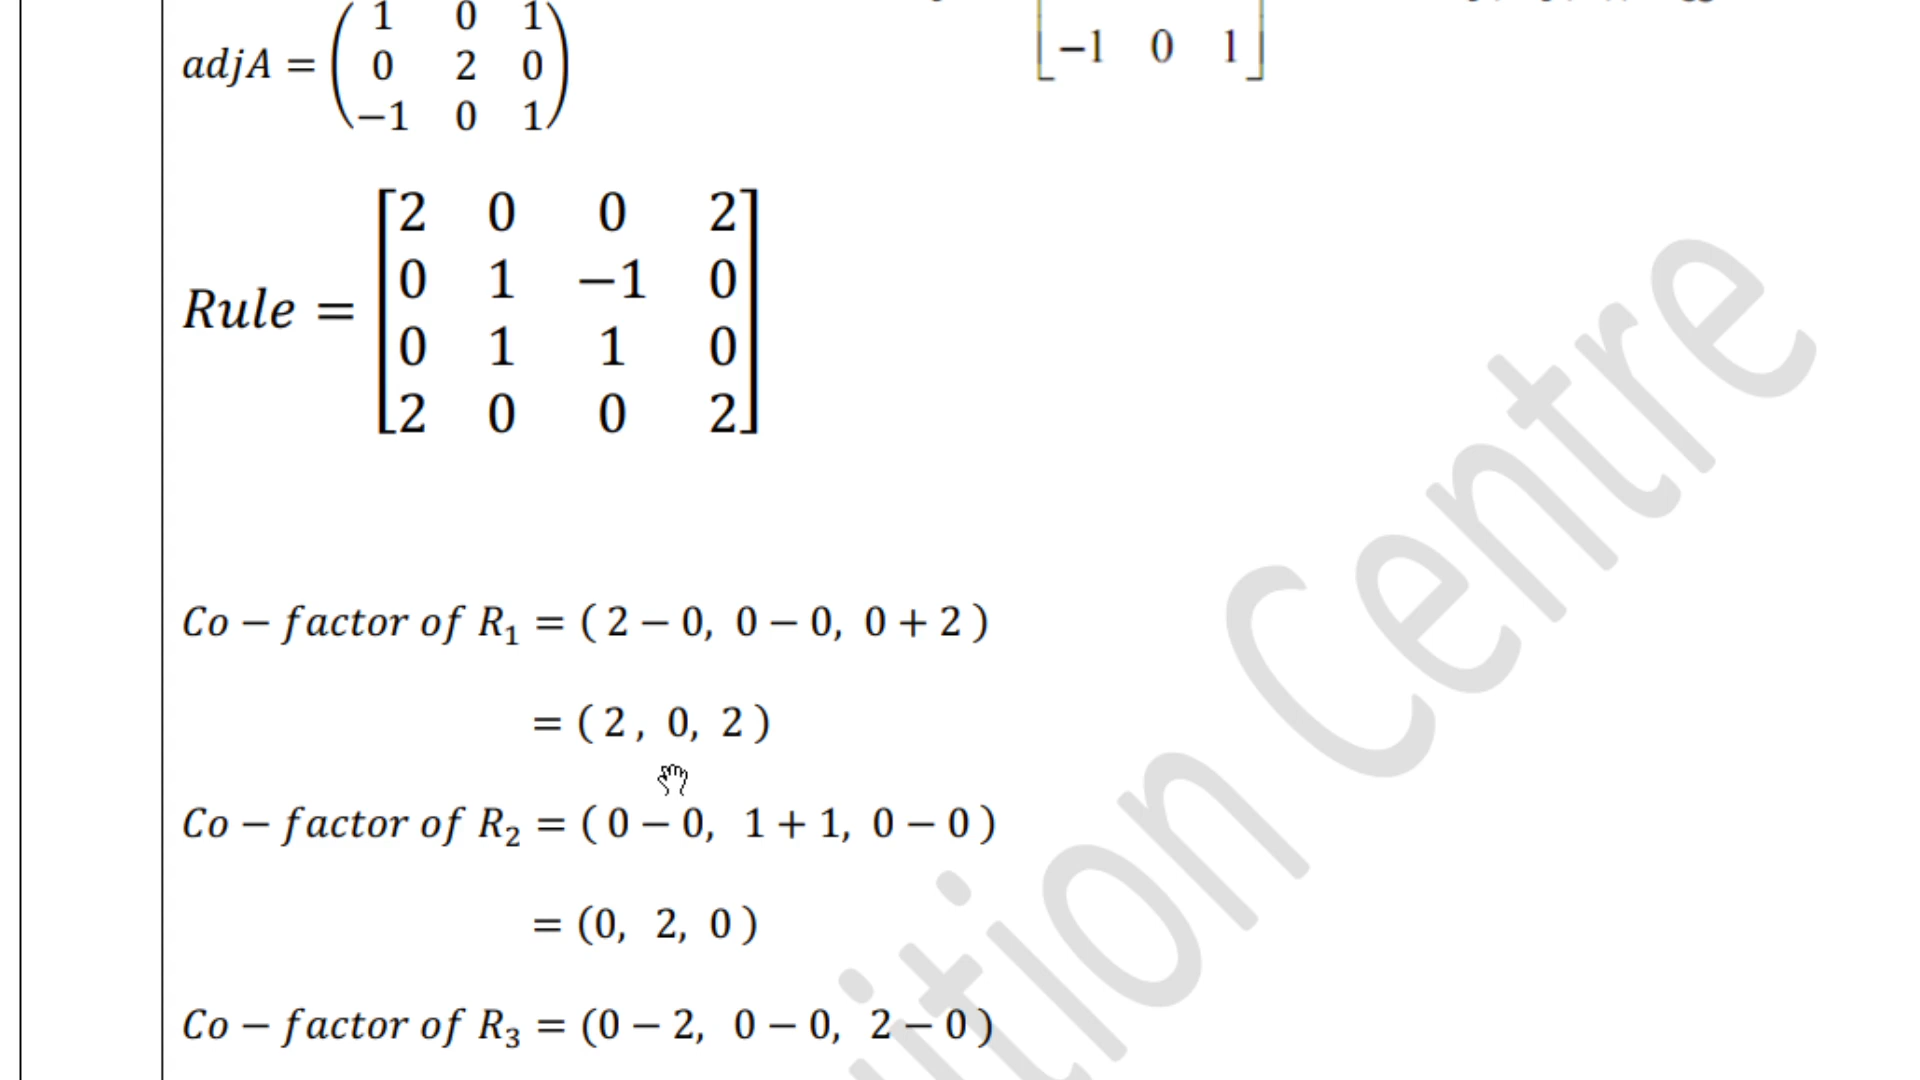 adjA = (1 0 1
0 2 0
−1 0 1)
[−1 0 1]
Rule = [2 0 0 2
0 1 −1 0
0 1 1 0
2 0 0 2]
Co − factor of R₁ = ( 2 − 0, 0 − 0, 0 + 2 )
= ( 2 , 0, 2 )
Co − factor of R₂ = ( 0 − 0, 1 + 1, 0 − 0 )
= (0, 2, 0 )
Co − factor of R₃ = (0 − 2, 0 − 0, 2 − 0 )
Centre